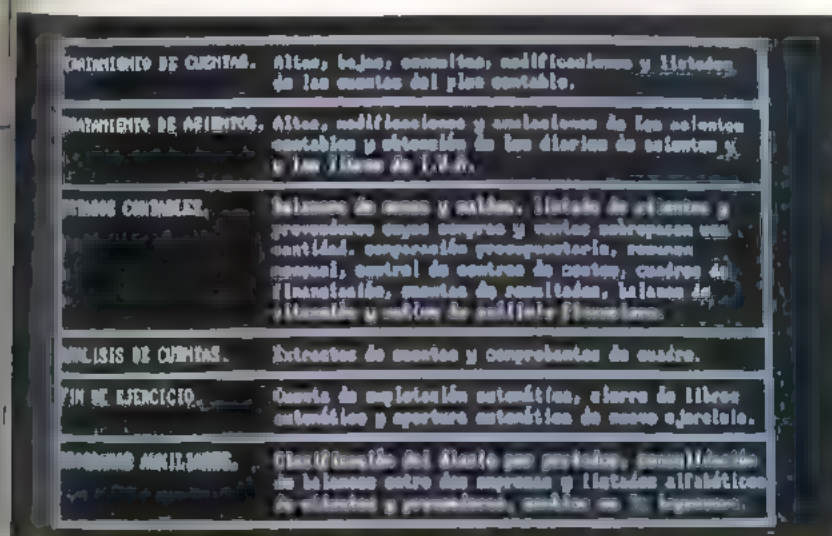 TRATAMIENTO DE CUENTAS. Altas, bajas, consultas, modificaciones y listados
de las cuentas del plan contable.
TRATAMIENTO DE ASIENTOS. Altas, modificaciones y anulaciones de los asientos
contables y obtención de los diarios de asientos y
y los libros de I.V.A.
ESTADOS CONTABLES. Balances de sumas y saldos, listado de clientes y
proveedores cuyas compras y ventas sobrepasen una
cantidad, comparación presupuestaria, resumen
mensual, control de centros de costos, cuadros de
financiación, cuentas de resultados, balance de
situación y ratios de análisis financiero.
ANALISIS DE CUENTAS. Extractos de cuentas y comprobantes de cuadre.
FIN DE EJERCICIO. Cuenta de explotación automática, cierre de libros
automático y apertura automática de nuevo ejercicio.
PROGRAMAS AUXILIARES. del diario por periodos, consolidación
de balances entre dos empresas y listados alfabéticos
de clientes y proveedores,